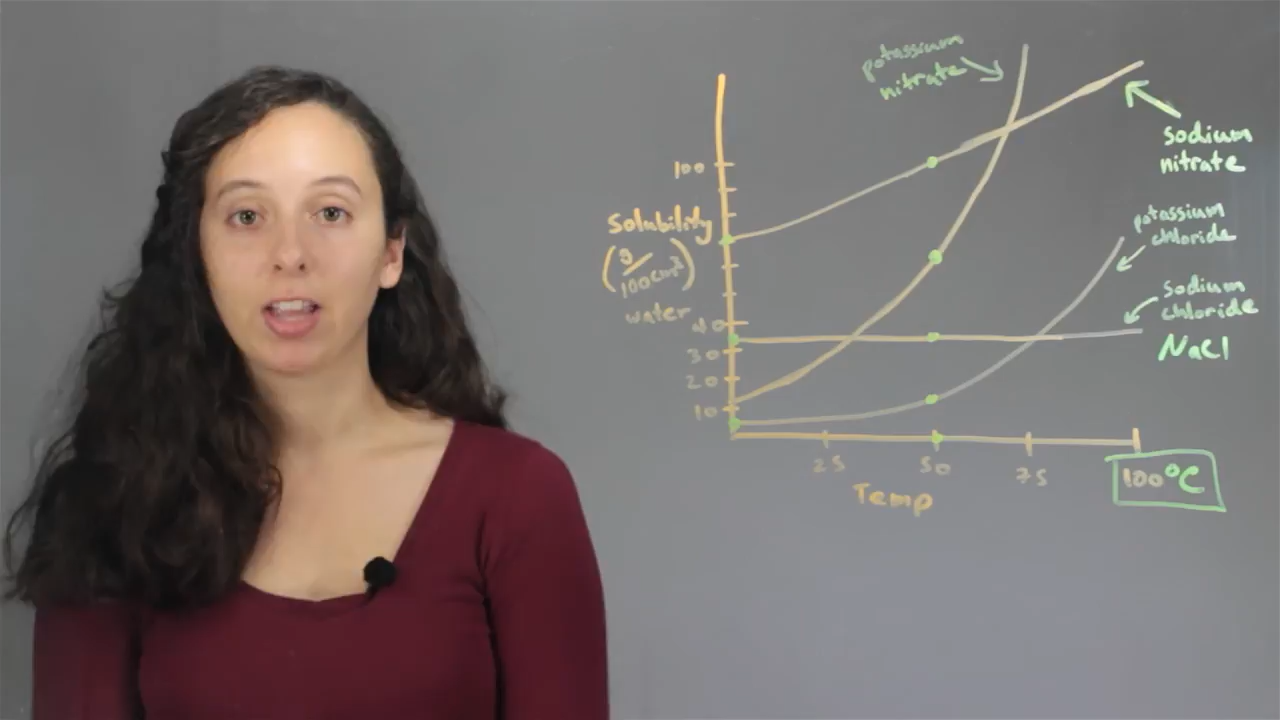 potassium
nitrate
sodium
nitrate
100
potassium
chloride
solubility
(g/100cm³)
sodium
chloride
water
40
NaCl
30
20
10
25
50
75
100°C
Temp